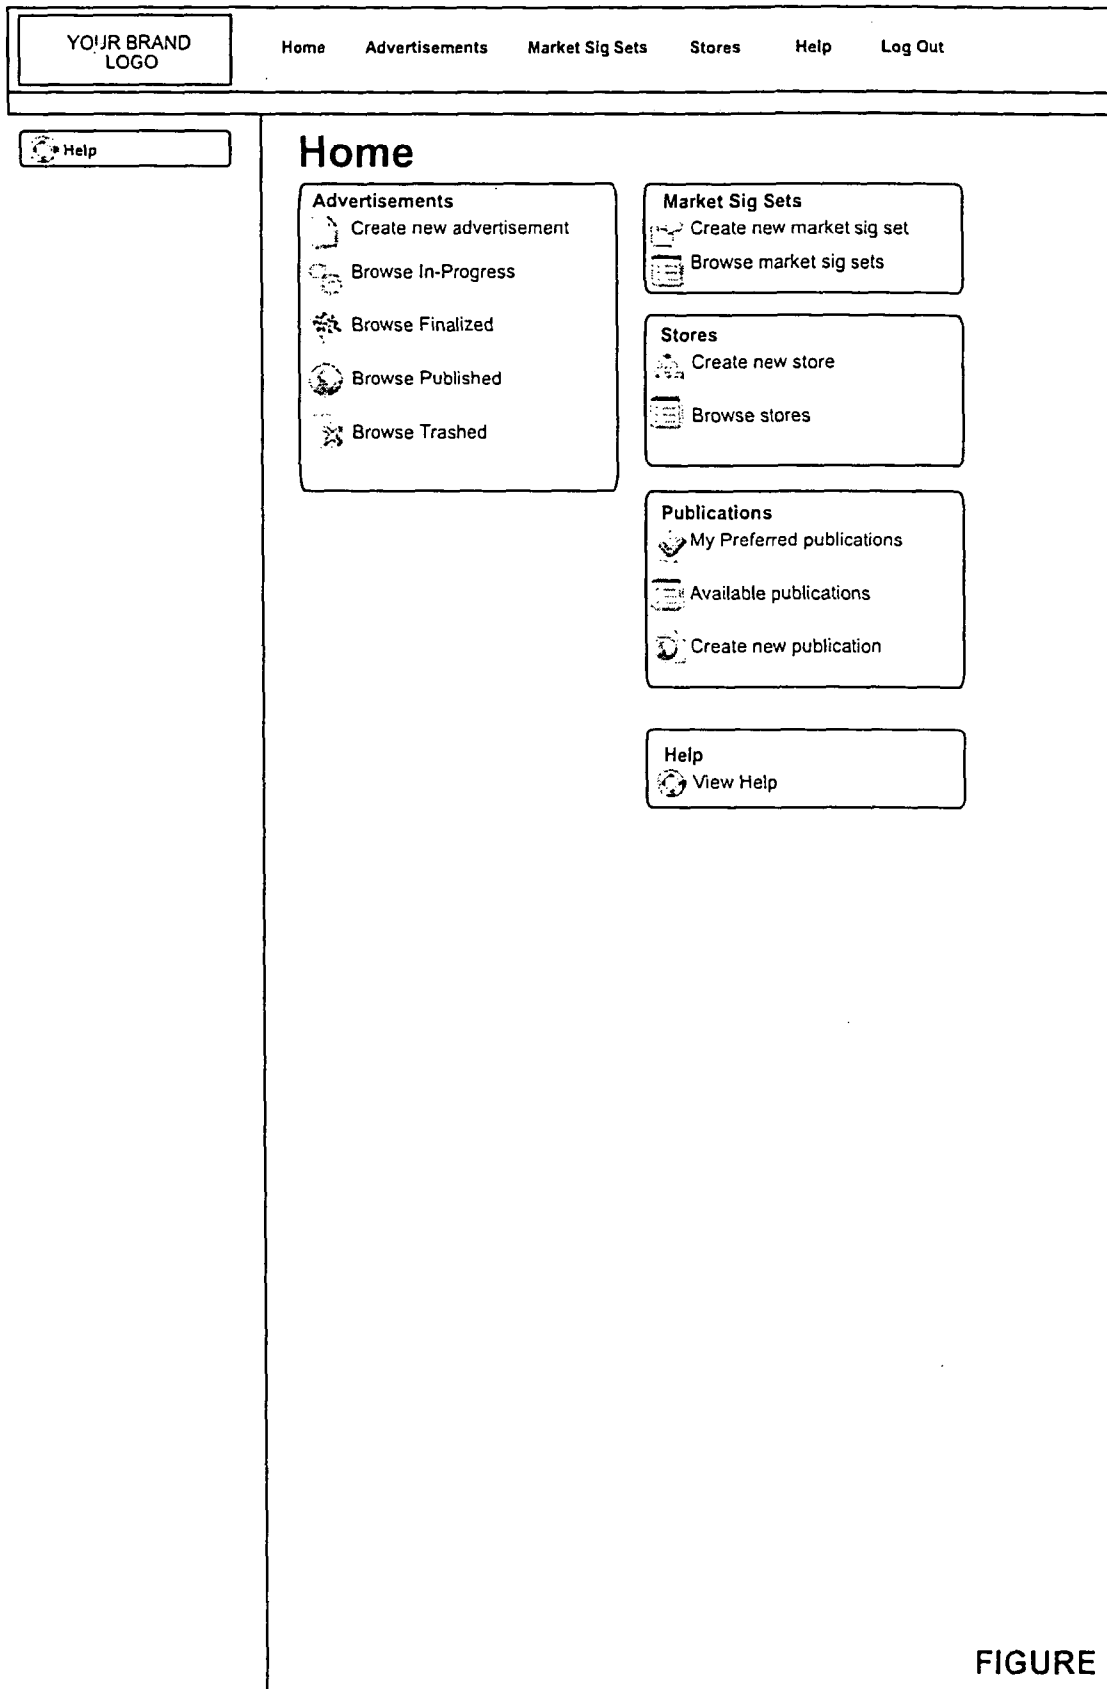 YOUR BRAND
LOGO
Home Advertisements Market Sig Sets Stores Help Log Out
Help
Home
Advertisements
Create new advertisement
Browse In-Progress
Browse Finalized
Browse Published
Browse Trashed
Market Sig Sets
Create new market sig set
Browse market sig sets
Stores
Create new store
Browse stores
Publications
My Preferred publications
Available publications
Create new publication
Help
View Help
FIGURE